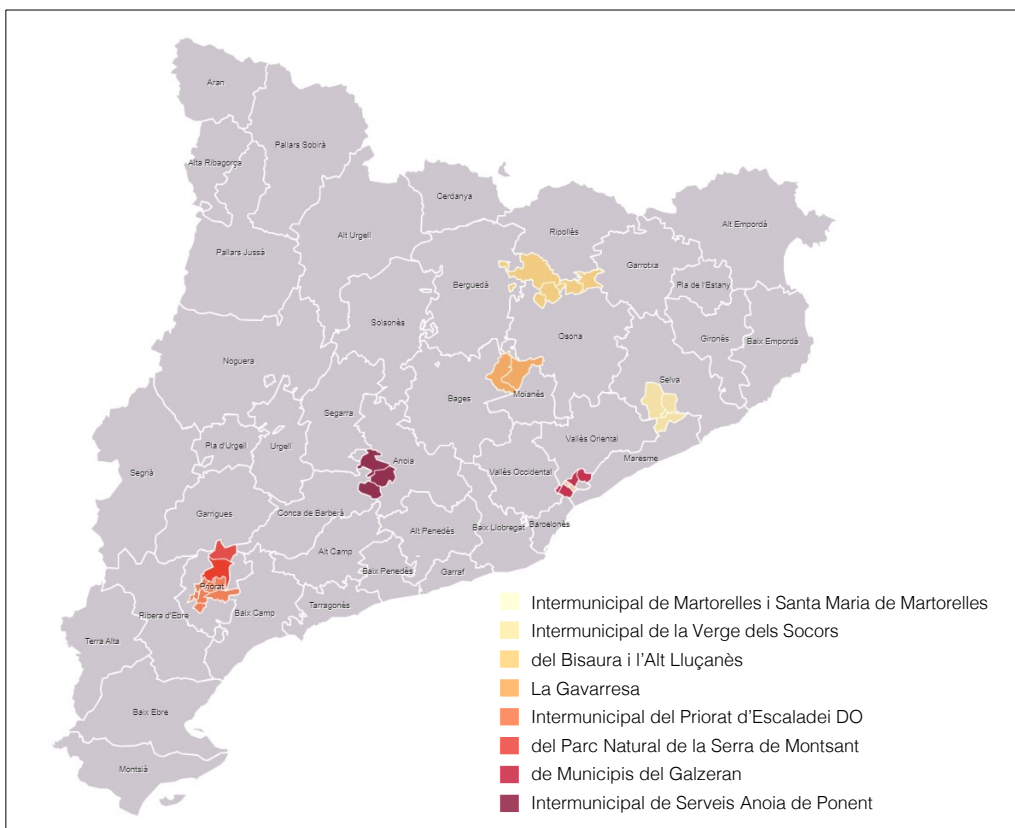 Aran
Pallars Sobirà
Alta Ribagorça
Cerdanya
Alt Empordà
Ripollès
Alt Urgell
Pallars Jussà
Garrotxa
Berguedà
Pla de l'Estany
Solsonès
Osona
Gironès
Baix Empordà
Noguera
Selva
Bages
Moianès
Segarra
Vallès Oriental
Pla d'Urgell
Urgell
Maresme
Anoia
Segrià
Vallès Occidental
Garrigues
Conca de Barberà
Alt Penedès
Baix Llobregat
Barcelonès
Alt Camp
Baix Penedès
Garraf
Priorat
Tarragonès
Ribera d'Ebre
Baix Camp
Terra Alta
Baix Ebre
Montsià
Intermunicipal de Martorelles i Santa Maria de Martorelles
Intermunicipal de la Verge dels Socors
del Bisaura i l'Alt Lluçanès
La Gavarresa
Intermunicipal del Priorat d'Escaladei DO
del Parc Natural de la Serra de Montsant
de Municipis del Galzeran
Intermunicipal de Serveis Anoia de Ponent